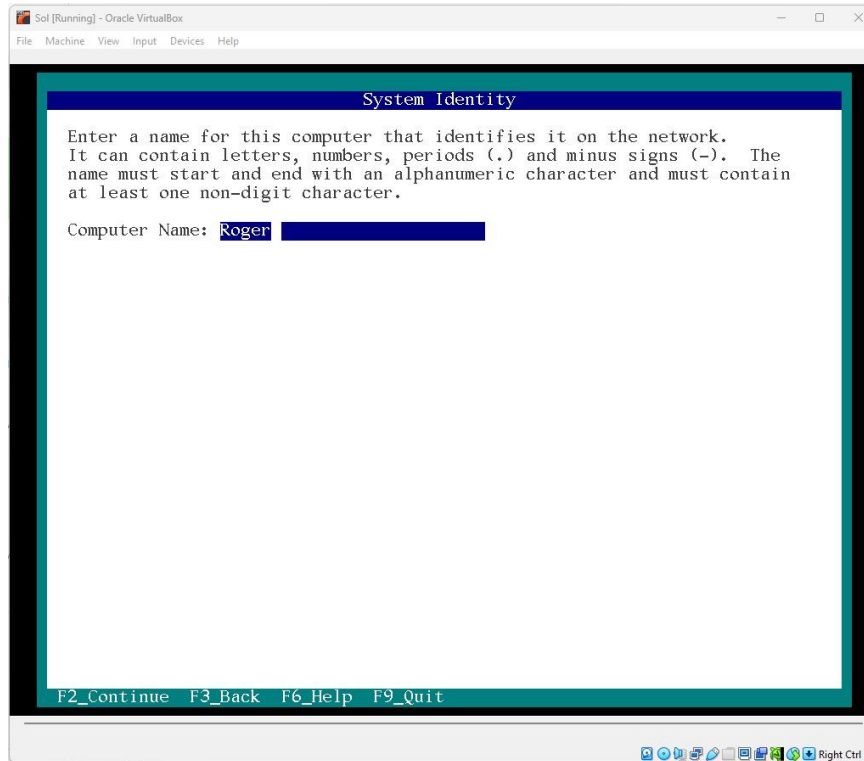 Sol [Running] - Oracle VirtualBox
File Machine View Input Devices Help
System Identity
Enter a name for this computer that identifies it on the network.
It can contain letters, numbers, periods (.) and minus signs (-). The
name must start and end with an alphanumeric character and must contain
at least one non-digit character.
Computer Name: Roger
F2_Continue F3_Back F6_Help F9_Quit
Right Ctrl